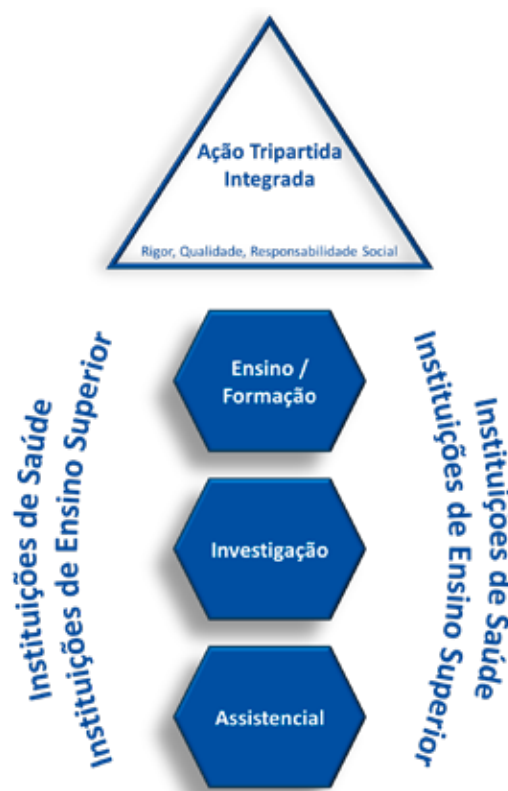 Ação Tripartida
Integrada
Rigor, Qualidade, Responsabilidade Social
Ensino /
Formação
Investigação
Assistencial
Instituições de Saúde
Instituições de Ensino Superior
Instituições de Ensino Superior
Instituições de Saúde